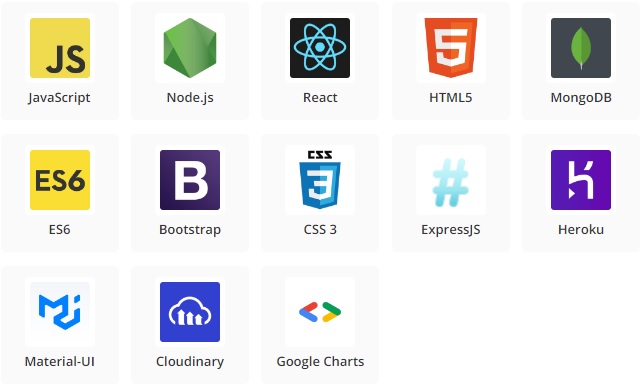 JS
JavaScript
Node.js
React
5
HTML5
MongoDB
ES6
ES6
B
Bootstrap
CSS
3
CSS 3
#
ExpressJS
Heroku
Material-UI
Cloudinary
Google Charts